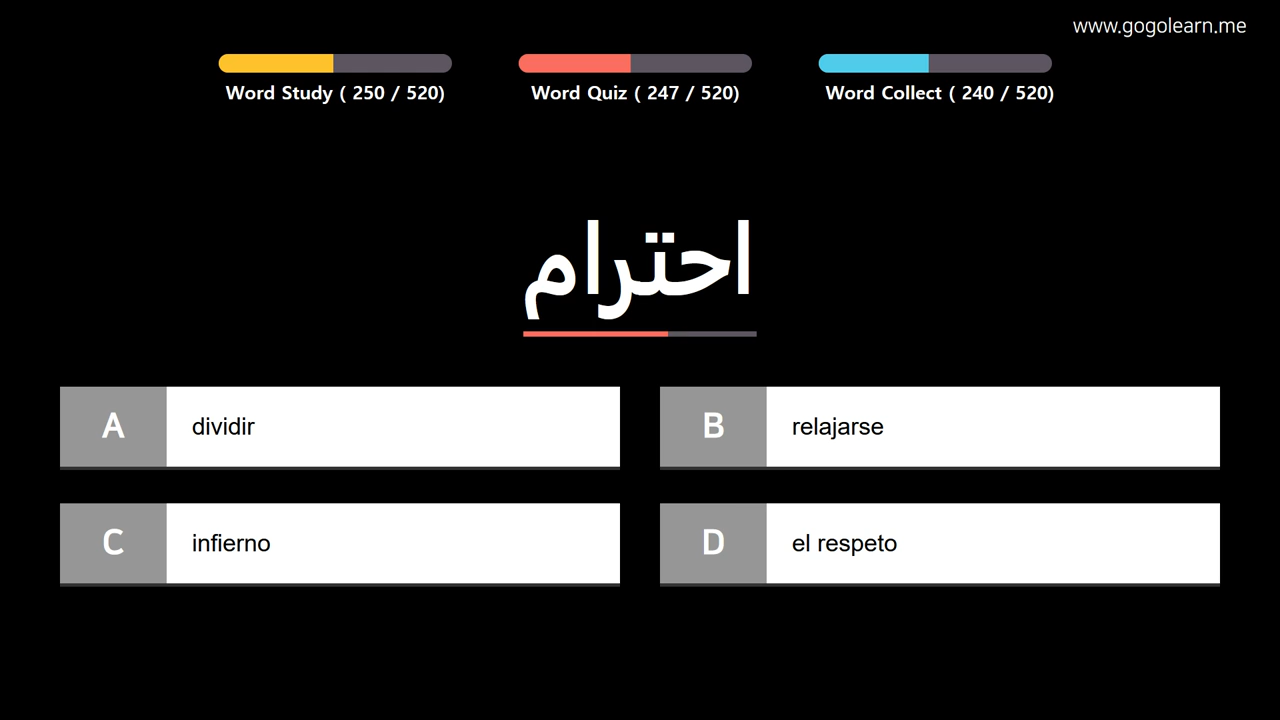 www.gogolearn.me
Word Study ( 250 / 520)
Word Quiz ( 247 / 520)
Word Collect ( 240 / 520)
احترام
A dividir
B relajarse
C infierno
D el respeto